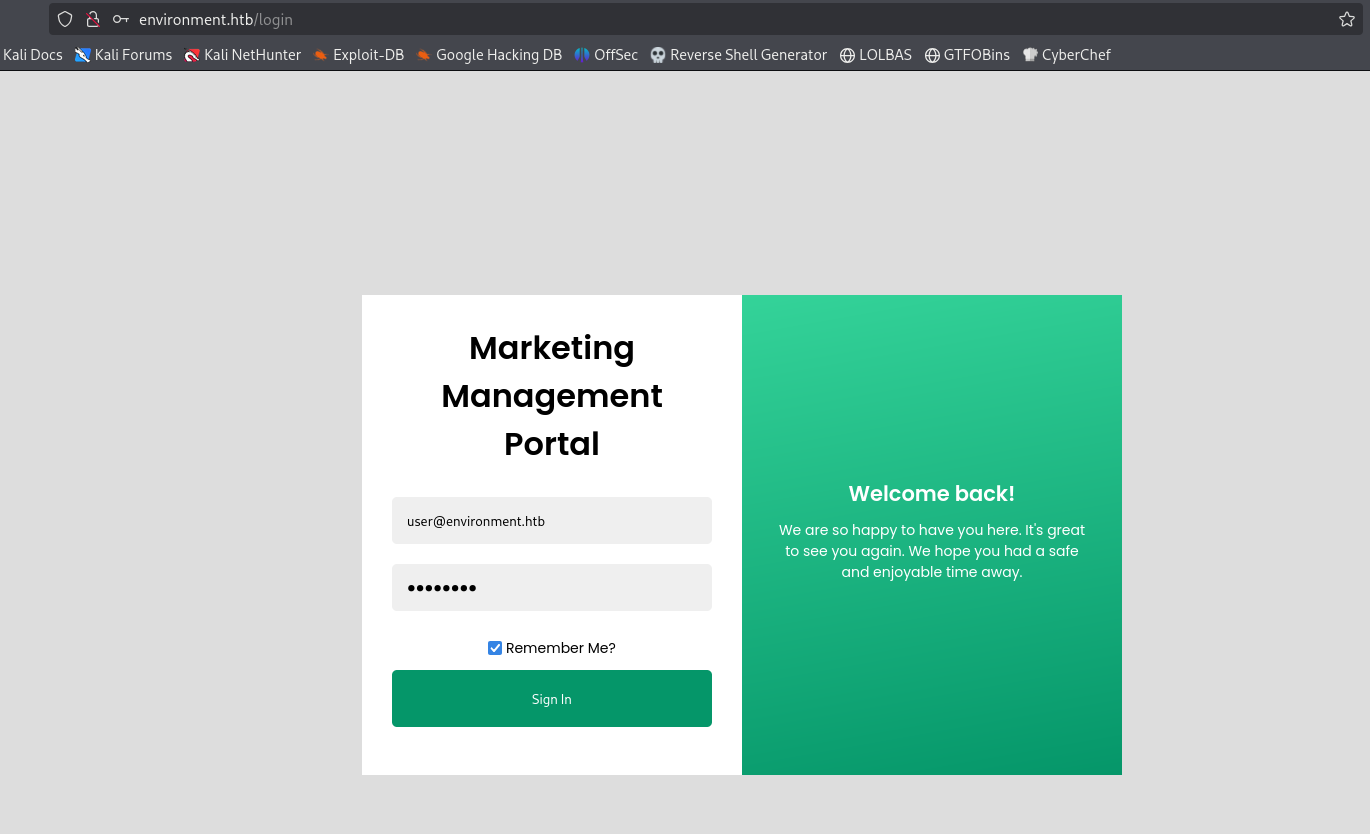 environment.htb/login
Kali Docs Kali Forums Kali NetHunter Exploit-DB Google Hacking DB OffSec Reverse Shell Generator LOLBAS GTFOBins CyberChef
Marketing
Management
Portal
user@environment.htb
••••••••
Remember Me?
Sign In
Welcome back!
We are so happy to have you here. It's great
to see you again. We hope you had a safe
and enjoyable time away.